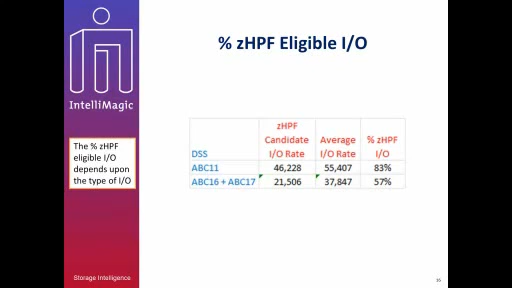 % zHPF Eligible I/O
IntelliMagic
The % zHPF
eligible I/O
depends upon
the type of I/O
zHPF
Candidate Average % zHPF
DSS I/O Rate I/O Rate I/O
ABC11 46,228 55,407 83%
ABC16 + ABC17 21,506 37,847 57%
Storage Intelligence
16